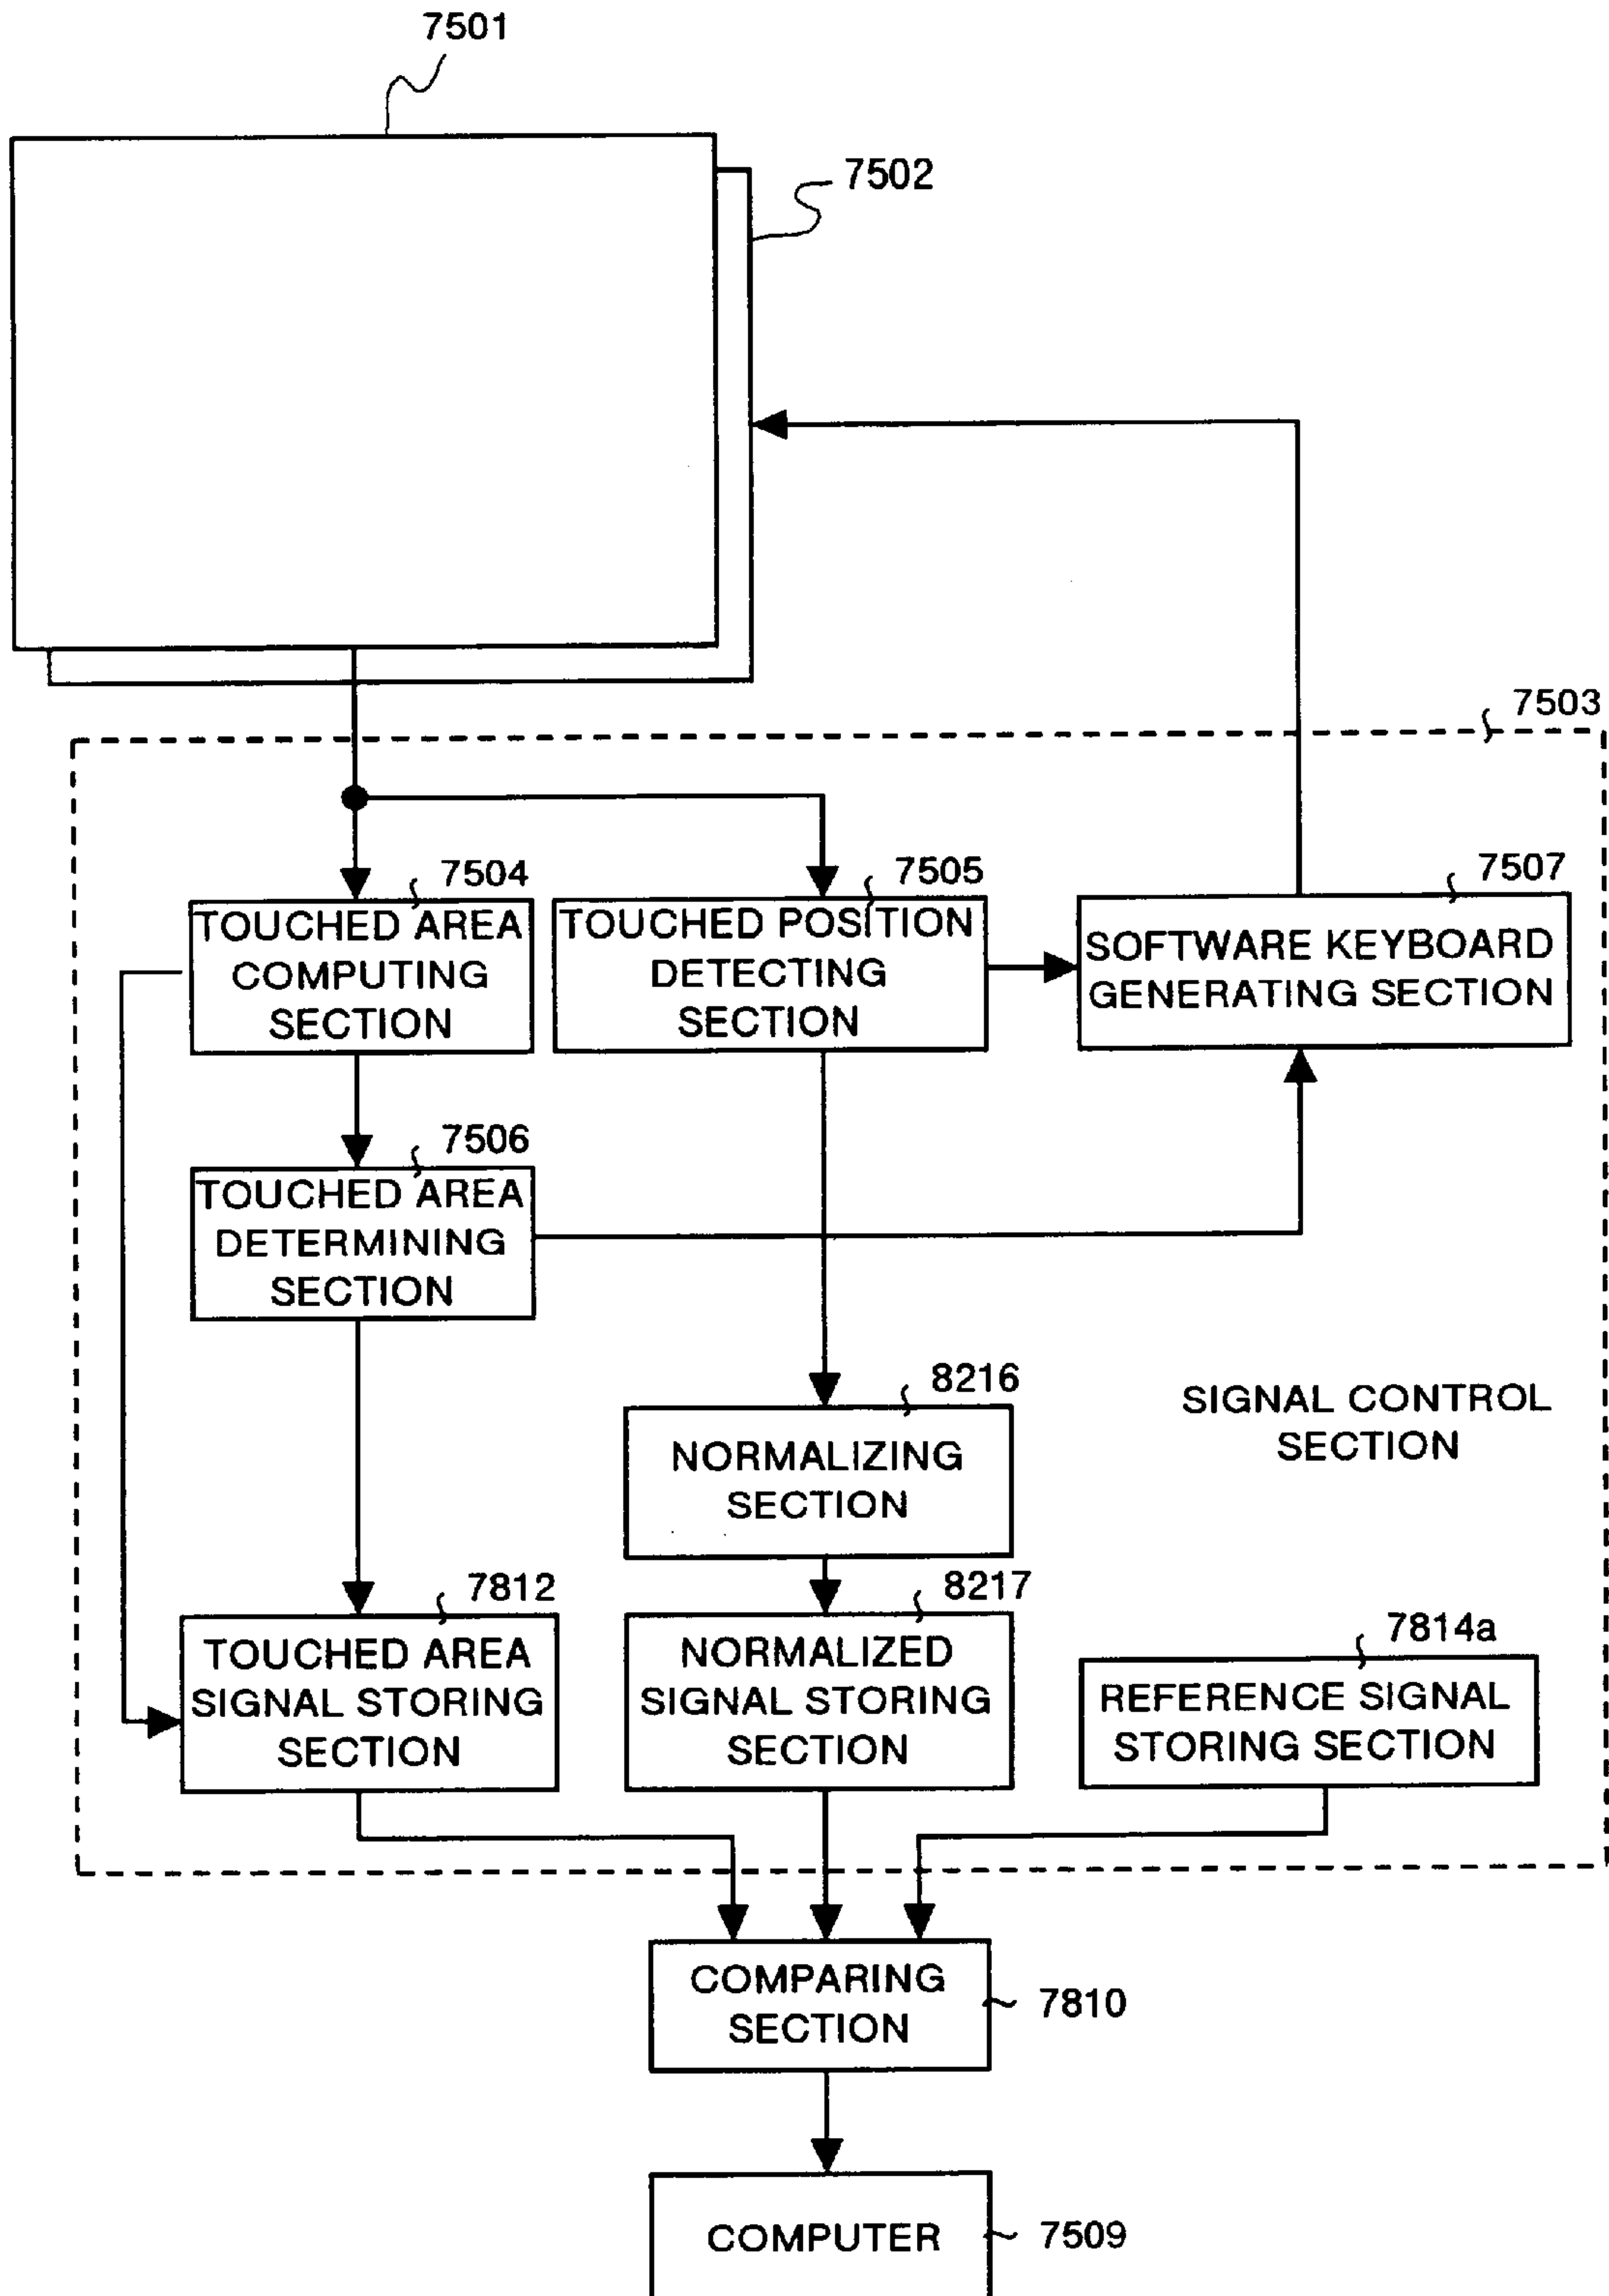 7501
7502
7503
7504
7505
7507
TOUCHED AREA
COMPUTING
SECTION
TOUCHED POSITION
DETECTING
SECTION
SOFTWARE KEYBOARD
GENERATING SECTION
7506
TOUCHED AREA
DETERMINING
SECTION
8216
NORMALIZING
SECTION
SIGNAL CONTROL
SECTION
7812
TOUCHED AREA
SIGNAL STORING
SECTION
8217
NORMALIZED
SIGNAL STORING
SECTION
7814a
REFERENCE SIGNAL
STORING SECTION
COMPARING
SECTION
7810
COMPUTER
7509